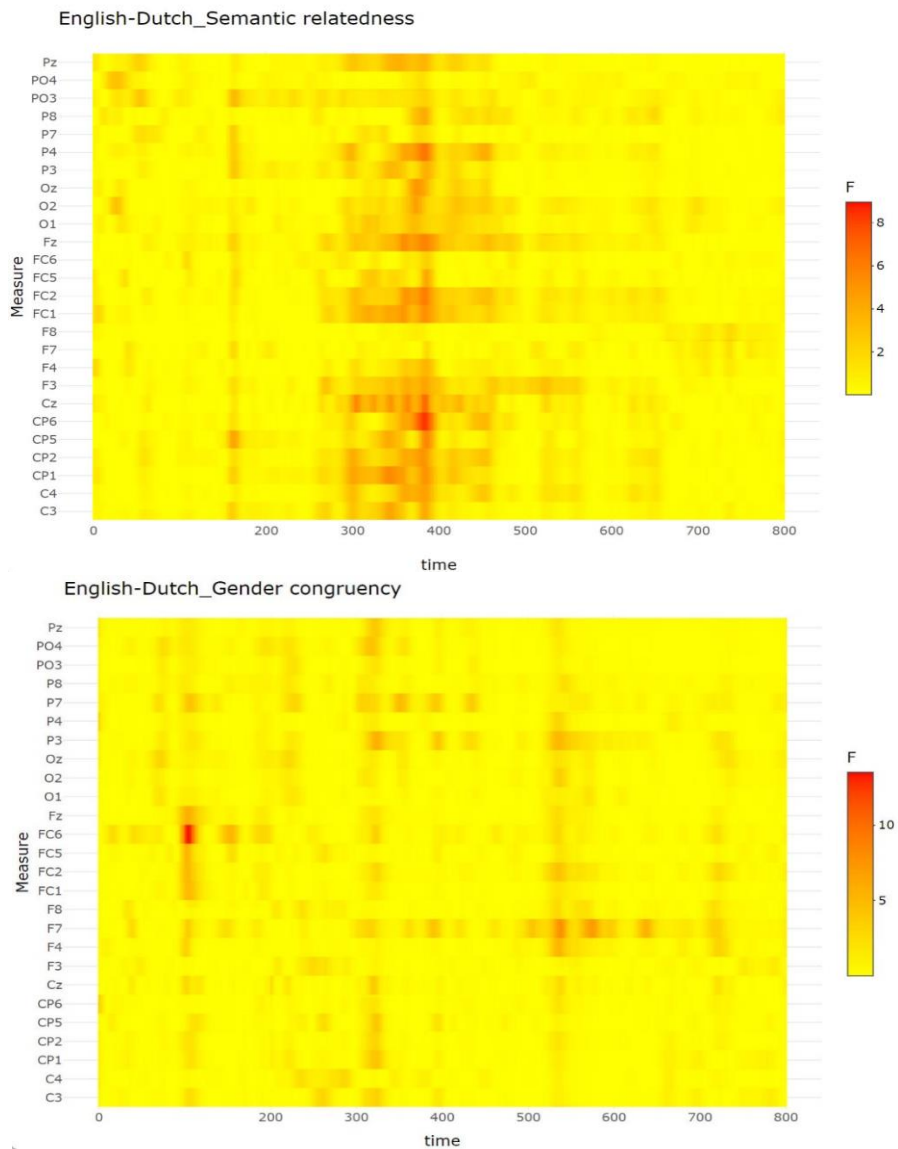 English-Dutch_Semantic relatedness
Pz
PO4
PO3
P8
P7
P4
P3
Oz
O2
O1
Fz
FC6
FC5
FC2
FC1
F8
F7
F4
F3
Cz
CP6
CP5
CP2
CP1
C4
C3
Measure
0 200 300 400 500 600 700 800
time
F
8
6
4
2
English-Dutch_Gender congruency
Pz
PO4
PO3
P8
P7
P4
P3
Oz
O2
O1
Fz
FC6
FC5
FC2
FC1
F8
F7
F4
F3
Cz
CP6
CP5
CP2
CP1
C4
C3
Measure
0 200 300 400 500 600 700 800
time
F
10
5